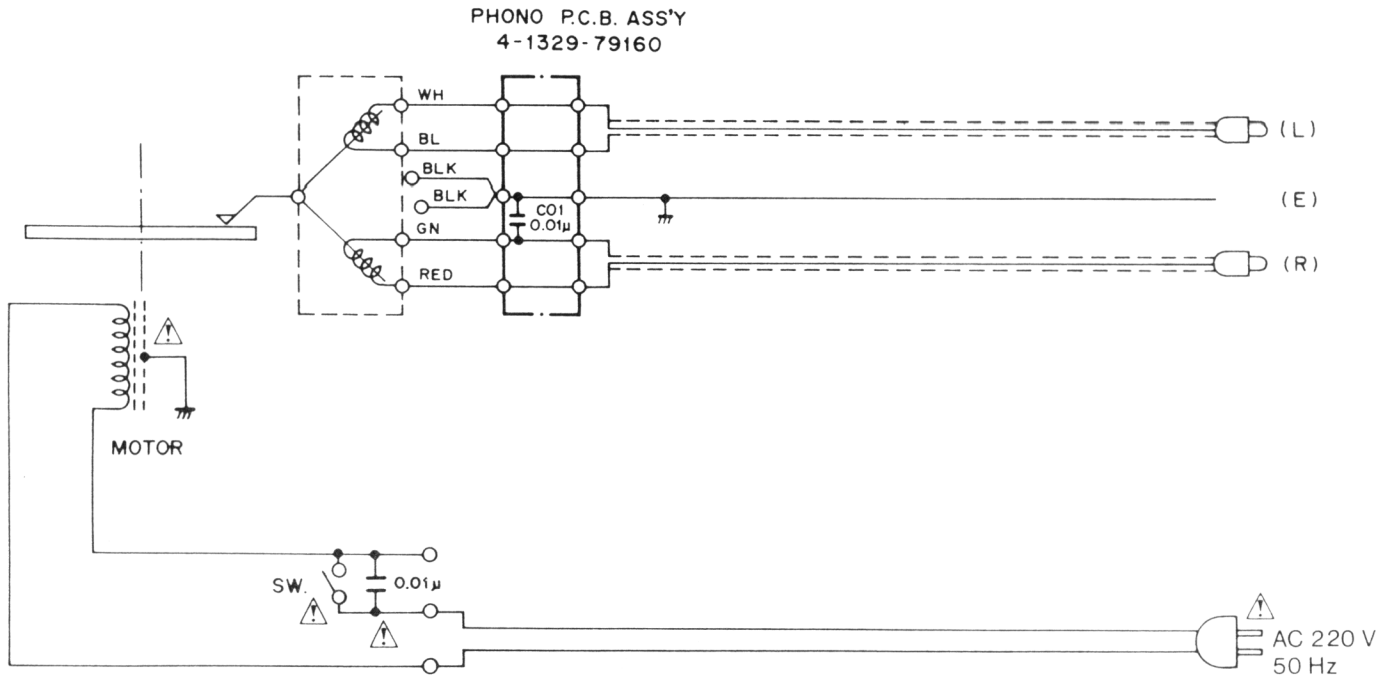 PHONO P.C.B. ASS'Y
4-1329-79160
WH
BL
BLK
BLK
C01
0.01µ
GN
RED
(L)
(E)
(R)
MOTOR
SW.
0.01µ
AC 220 V
50 Hz